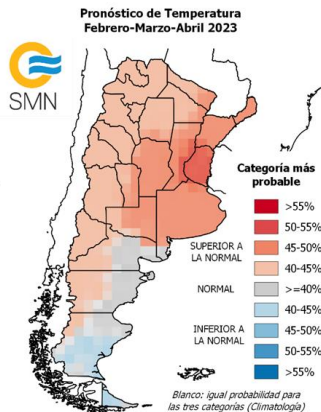 Pronóstico de Temperatura
Febrero-Marzo-Abril 2023
SMN
Categoría más
probable
>55%
50-55%
45-50%
SUPERIOR A
LA NORMAL
40-45%
NORMAL
>=40%
40-45%
INFERIOR A
LA NORMAL
45-50%
50-55%
>55%
Blanco: igual probabilidad para
las tres categorías (Climatología)